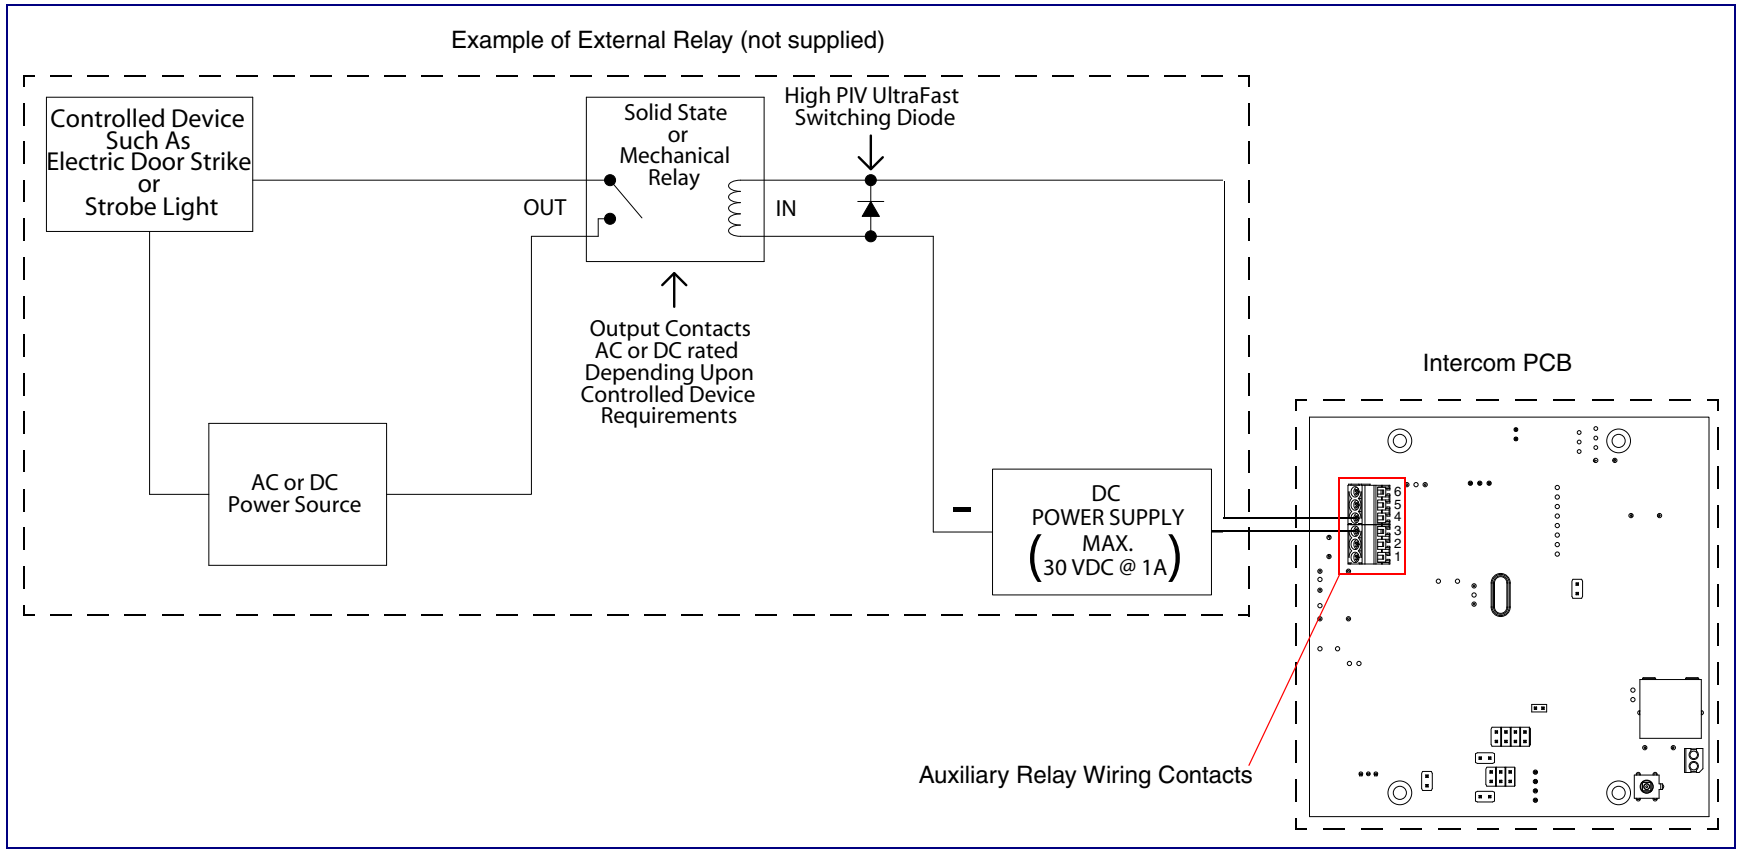 Example of External Relay (not supplied)
Controlled Device
Such As
Electric Door Strike
or
Strobe Light
Solid State
or
Mechanical
Relay
High PIV UltraFast
Switching Diode
OUT
IN
Output Contacts
AC or DC rated
Depending Upon
Controlled Device
Requirements
AC or DC
Power Source
–
DC
POWER SUPPLY
( MAX.
30 VDC @ 1A )
Intercom PCB
6
5
4
3
2
1
Auxiliary Relay Wiring Contacts